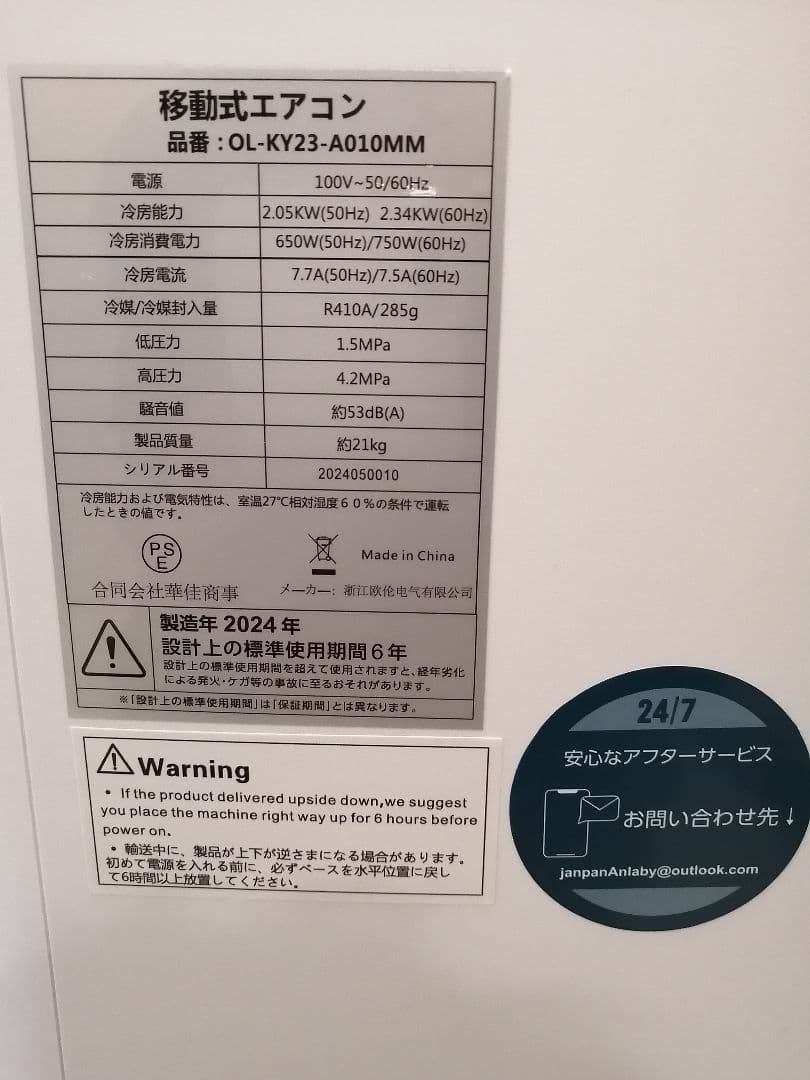 移動式エアコン
品番：OL-KY23-A010MM
電源 100V~50/60Hz
冷房能力 2.05KW(50Hz) 2.34KW(60Hz)
冷房消費電力 650W(50Hz)/750W(60Hz)
冷房電流 7.7A(50Hz)/7.5A(60Hz)
冷媒/冷媒封入量 R410A/285g
低圧力 1.5MPa
高圧力 4.2MPa
騒音値 約53dB(A)
製品質量 約21kg
シリアル番号 2024050010
冷房能力および電気特性は、室温27℃相対湿度６０％の条件で運転
したときの値です。
PS
E
Made in China
合同会社華佳商事
メーカー: 浙江欧伦电气有限公司
製造年 2024 年
設計上の標準使用期間 6 年
設計上の標準使用期間を超えて使用されますと、経年劣化
による発火・ケガ等の事故に至るおそれがあります。
※「設計上の標準使用期間」は「保証期間」とは異なります。
Warning
• If the product delivered upside down,we suggest
you place the machine right way up for 6 hours before
power on.
• 輸送中に、製品が上下が逆さまになる場合があります。
初めて電源を入れる前に、必ずベースを水平位置に戻し
て6時間以上放置してください。
24/7
安心なアフターサービス
お問い合わせ先↓
janpanAnlaby@outlook.com